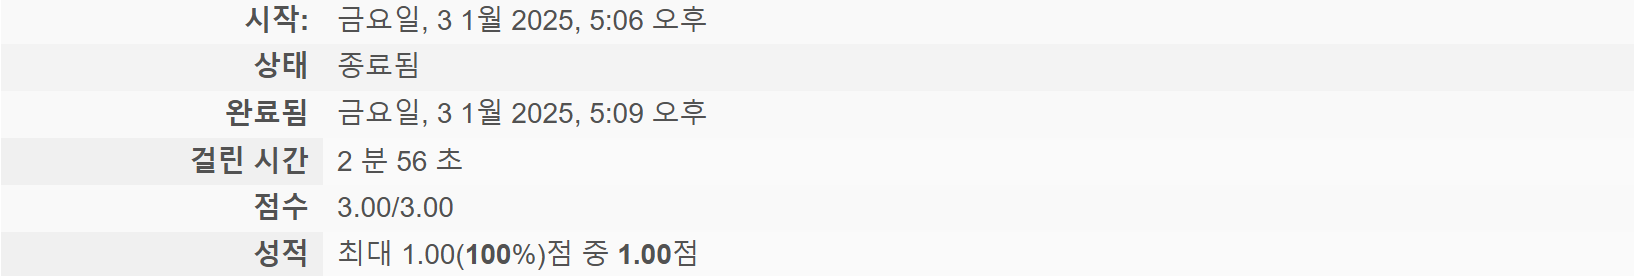 시작: 금요일, 3 1월 2025, 5:06 오후
상태 종료됨
완료됨 금요일, 3 1월 2025, 5:09 오후
걸린 시간 2 분 56 초
점수 3.00/3.00
성적 최대 1.00(100%)점 중 1.00점